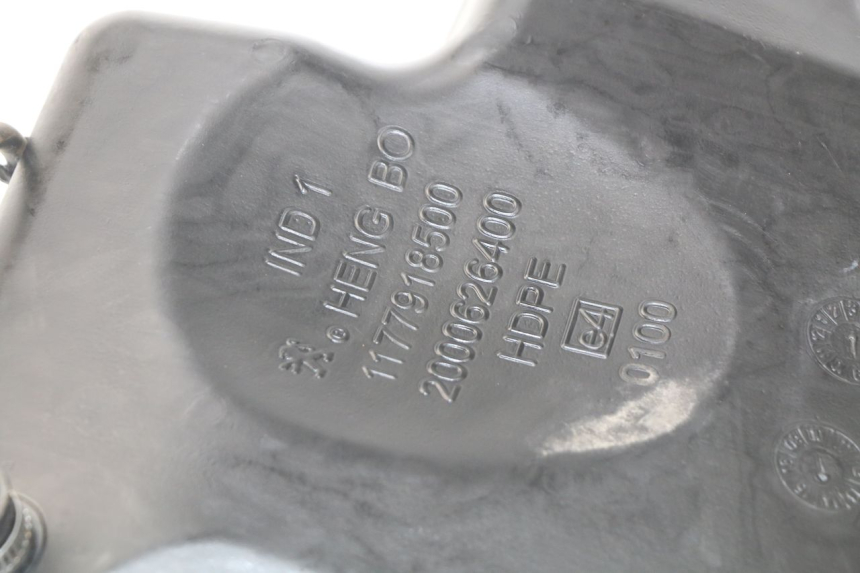 IND 1
® HENG BO
1177918500
2000626400
HDPE
e4
0100